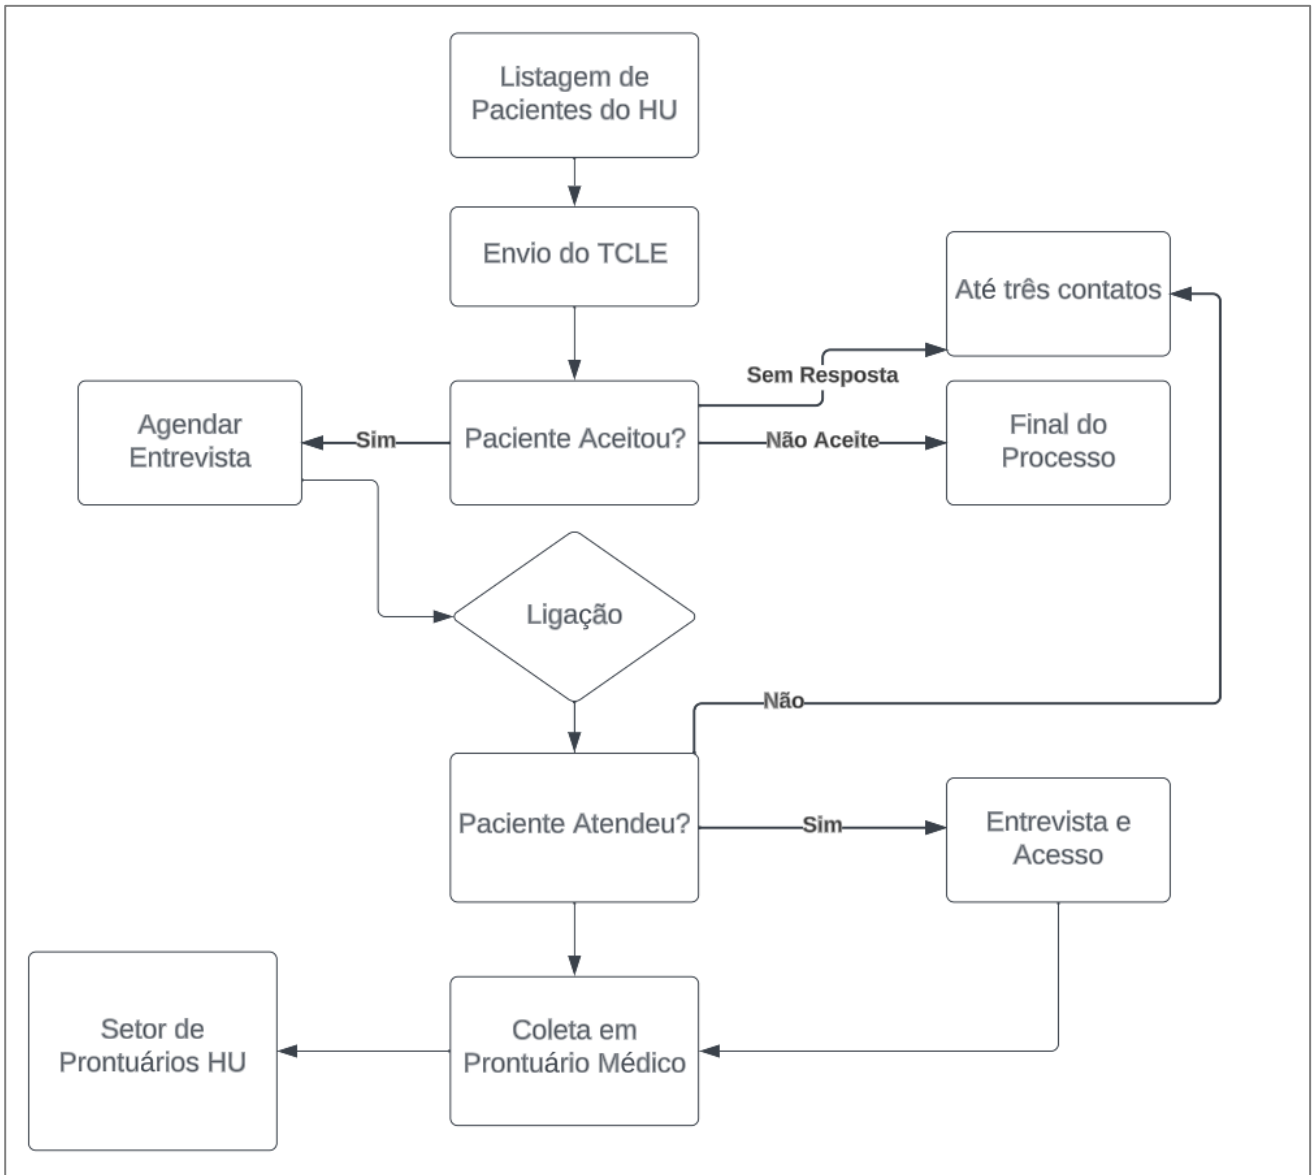 Listagem de
Pacientes do HU
Envio do TCLE
Até três contatos
Sem Resposta
Agendar
Entrevista
Sim
Paciente Aceitou?
Não Aceite
Final do
Processo
Ligação
Não
Paciente Atendeu?
Sim
Entrevista e
Acesso
Setor de
Prontuários HU
Coleta em
Prontuário Médico